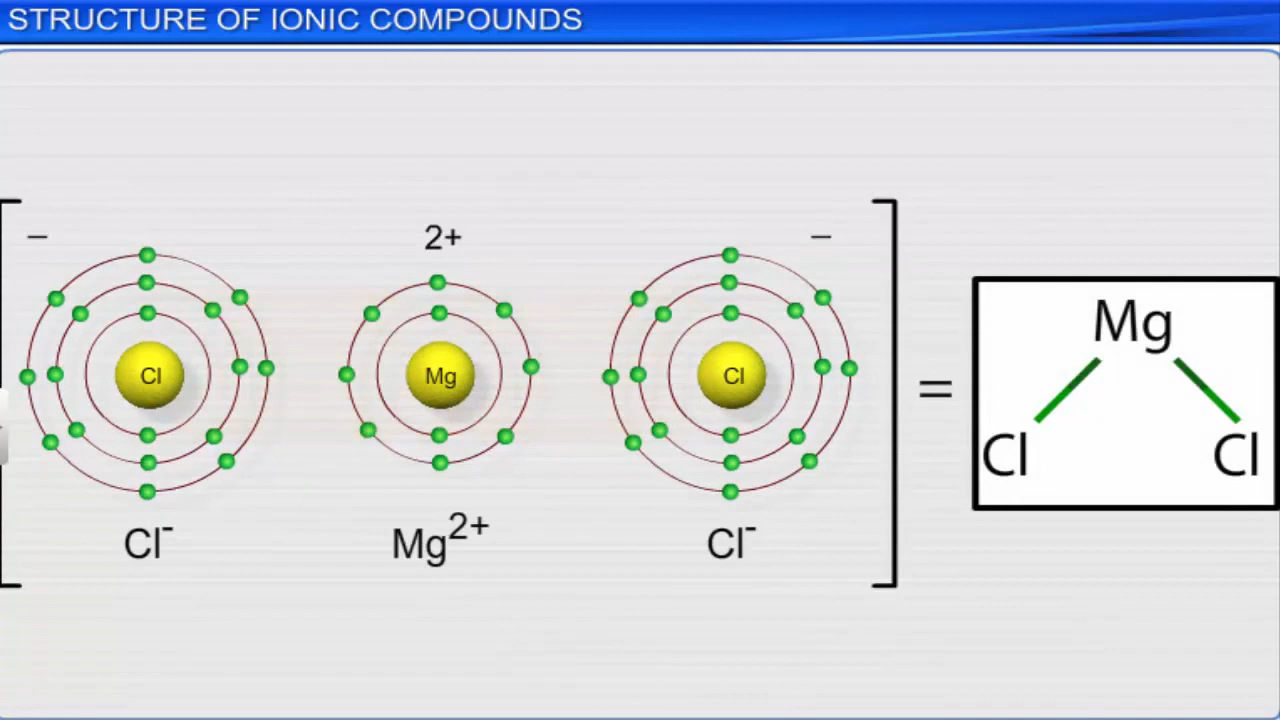 STRUCTURE OF IONIC COMPOUNDS
− 2+ −
Cl Mg Cl
Cl⁻ Mg²⁺ Cl⁻
=
Mg
Cl Cl